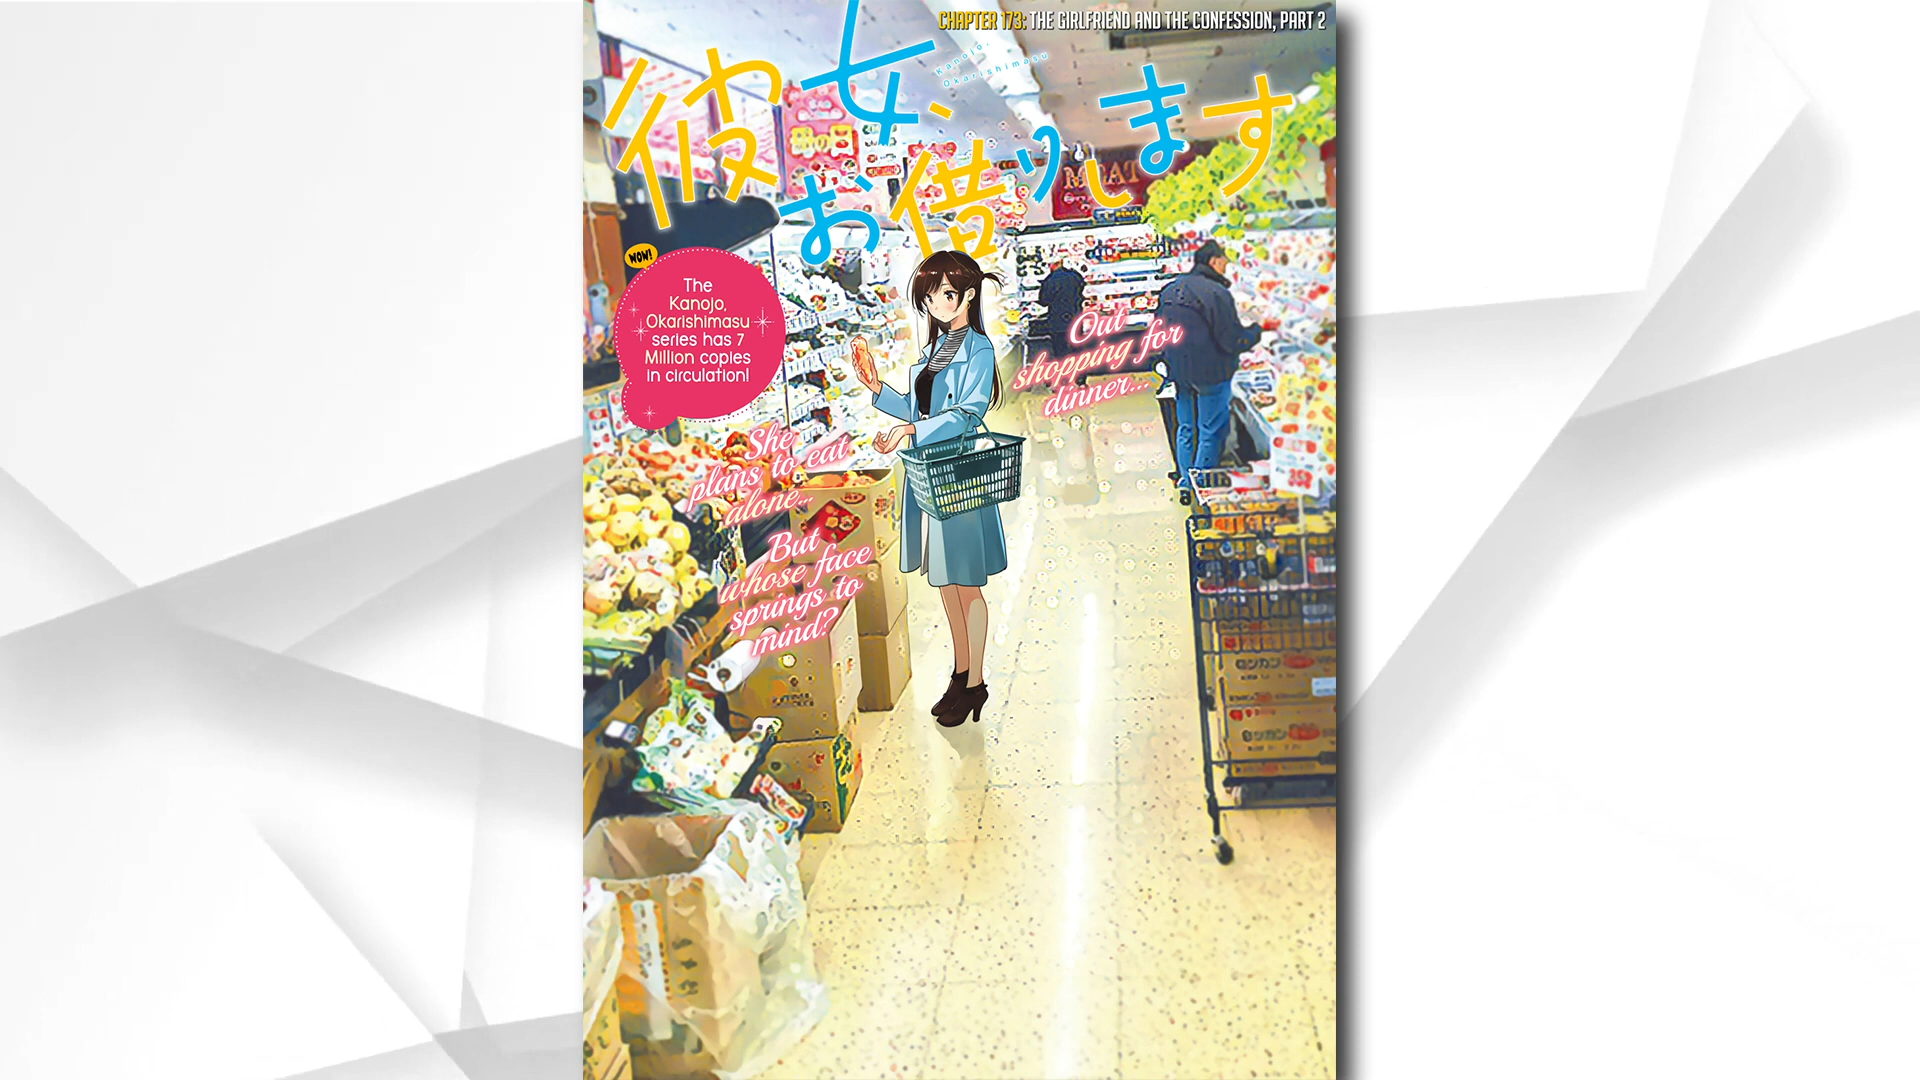 CHAPTER 173: THE GIRLFRIEND AND THE CONFESSION, PART 2
彼女、
お借りします
Kanojo,
Okarishimasu
MEAT
WOW!
The
Kanojo,
Okarishimasu
series has 7
Million copies
in circulation!
Out
shopping for
dinner...
She
plans to eat
alone...
But
whose face
springs to
mind?
358